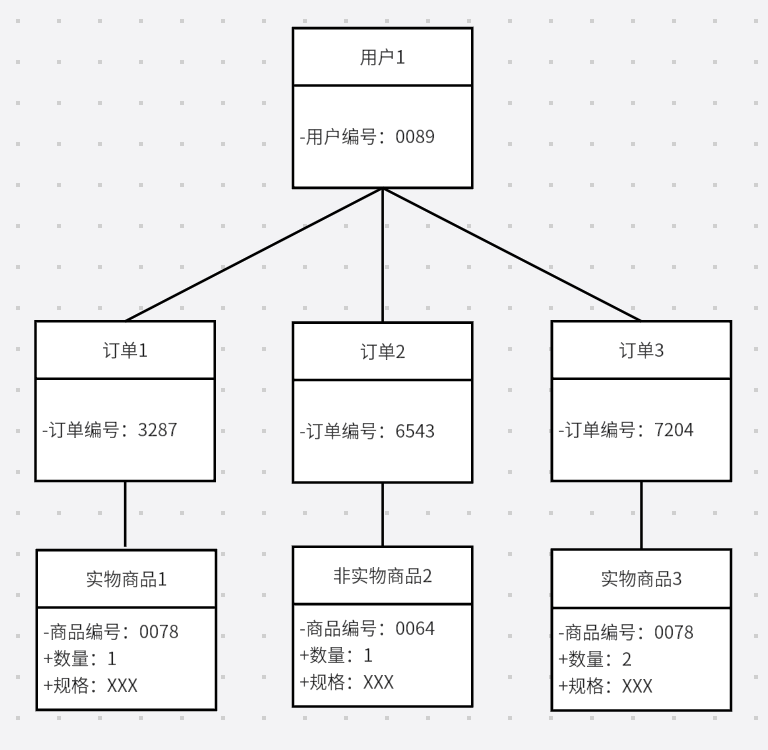 用户1
-用户编号：0089
订单1
-订单编号：3287
订单2
-订单编号：6543
订单3
-订单编号：7204
实物商品1
-商品编号：0078
+数量：1
+规格：XXX
非实物商品2
-商品编号：0064
+数量：1
+规格：XXX
实物商品3
-商品编号：0078
+数量：2
+规格：XXX